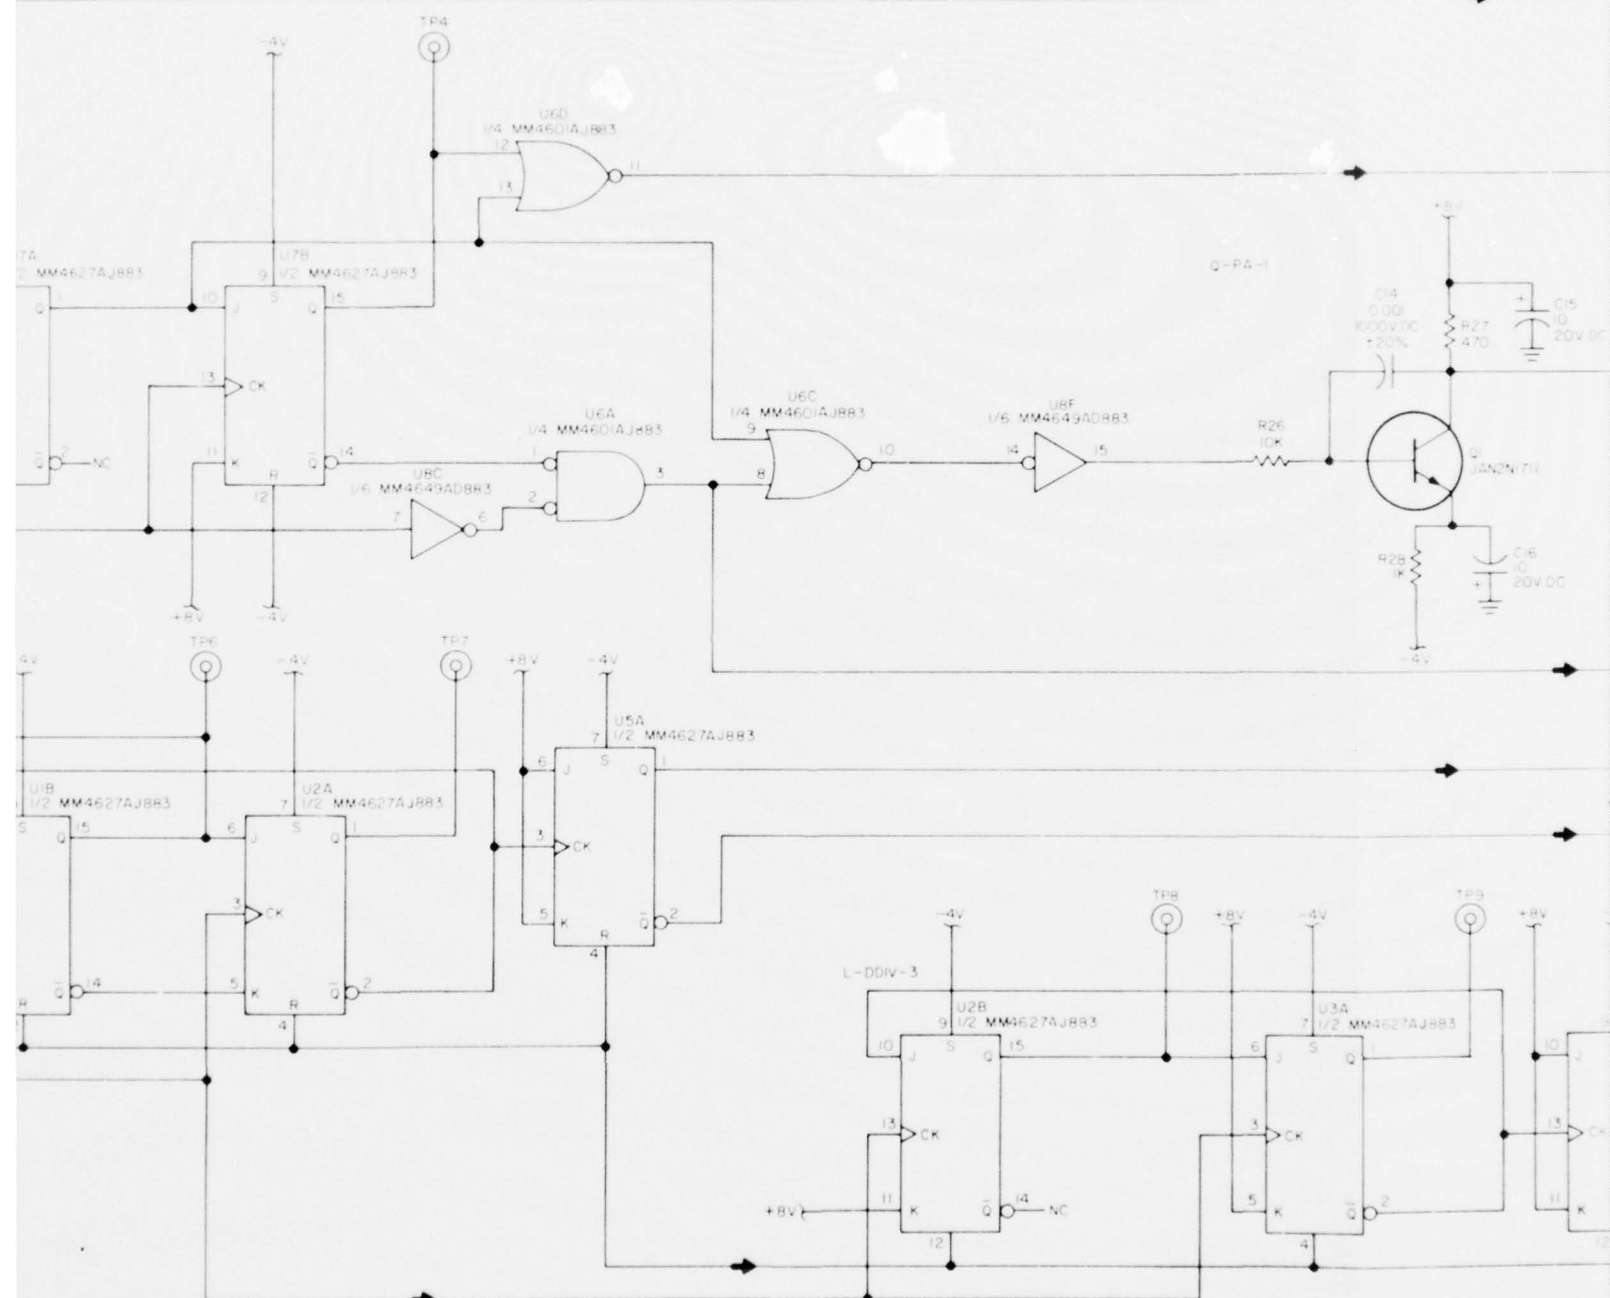 TP4
-4V
U6D
1/4 MM4601AJ883
12
11
13
+8V
7A
2 MM4627AJ883
U7B
9 1/2 MM4627AJ883
Q-PA-1
Q 1
10 J S Q 15
C14
0.001
1000V.DC
±20%
R27
470
+
C15
10
20V.DC
13 CK
U6C
1/4 MM4601AJ883
U6A
1/4 MM4601AJ883
U8F
1/6 MM4649AD883
9
10
8
14 15
R26
10K
Q1
JAN2N1711
Q 2 NC
11 K R Q 14
12
1
2
3
U8C
1/6 MM4649AD883
7 6
R28
1K
+
C16
10
20V.DC
+8V -4V
-4V
TP6
TP7
4V
-4V
+8V
-4V
U5A
7 1/2 MM4627AJ883
6 J S Q 1
U1B
1/2 MM4627AJ883
U2A
7 1/2 MM4627AJ883
S Q 15
6 J S Q 1
3 CK
5 K R Q 2
4
3 CK
R Q 14
5 K R Q 2
4
TP8
TP9
-4V
+8V
-4V
+8V
L-DDIV-3
U2B
9 1/2 MM4627AJ883
U3A
7 1/2 MM4627AJ883
10 J S Q 15
6 J S Q 1
10 J
13 CK
3 CK
13 CK
+8V
11 K Q 14 NC
5 K Q 2
11 K
12
4
12